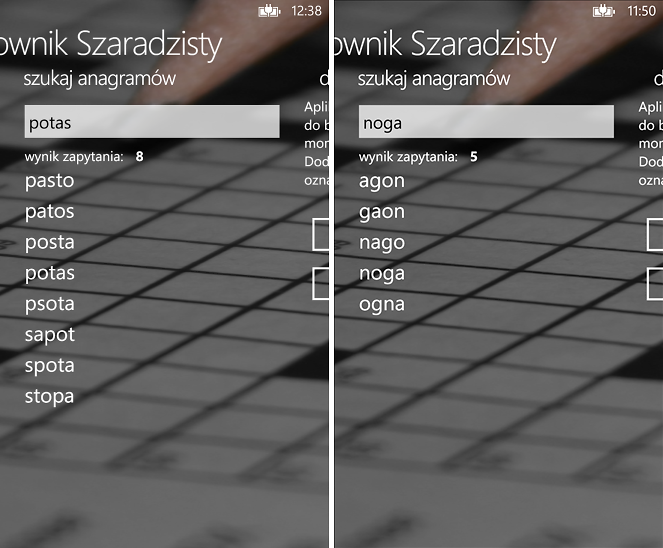 12:38
ownik Szaradzisty
szukaj anagramów
d
potas
wynik zapytania: 8
pasto
patos
posta
potas
psota
sapot
spota
stopa
Apli
do b
mon
Dod
ozna
11:50
ownik Szaradzisty
szukaj anagramów
d
noga
wynik zapytania: 5
agon
gaon
nago
noga
ogna
Apli
do b
mon
Dod
ozna